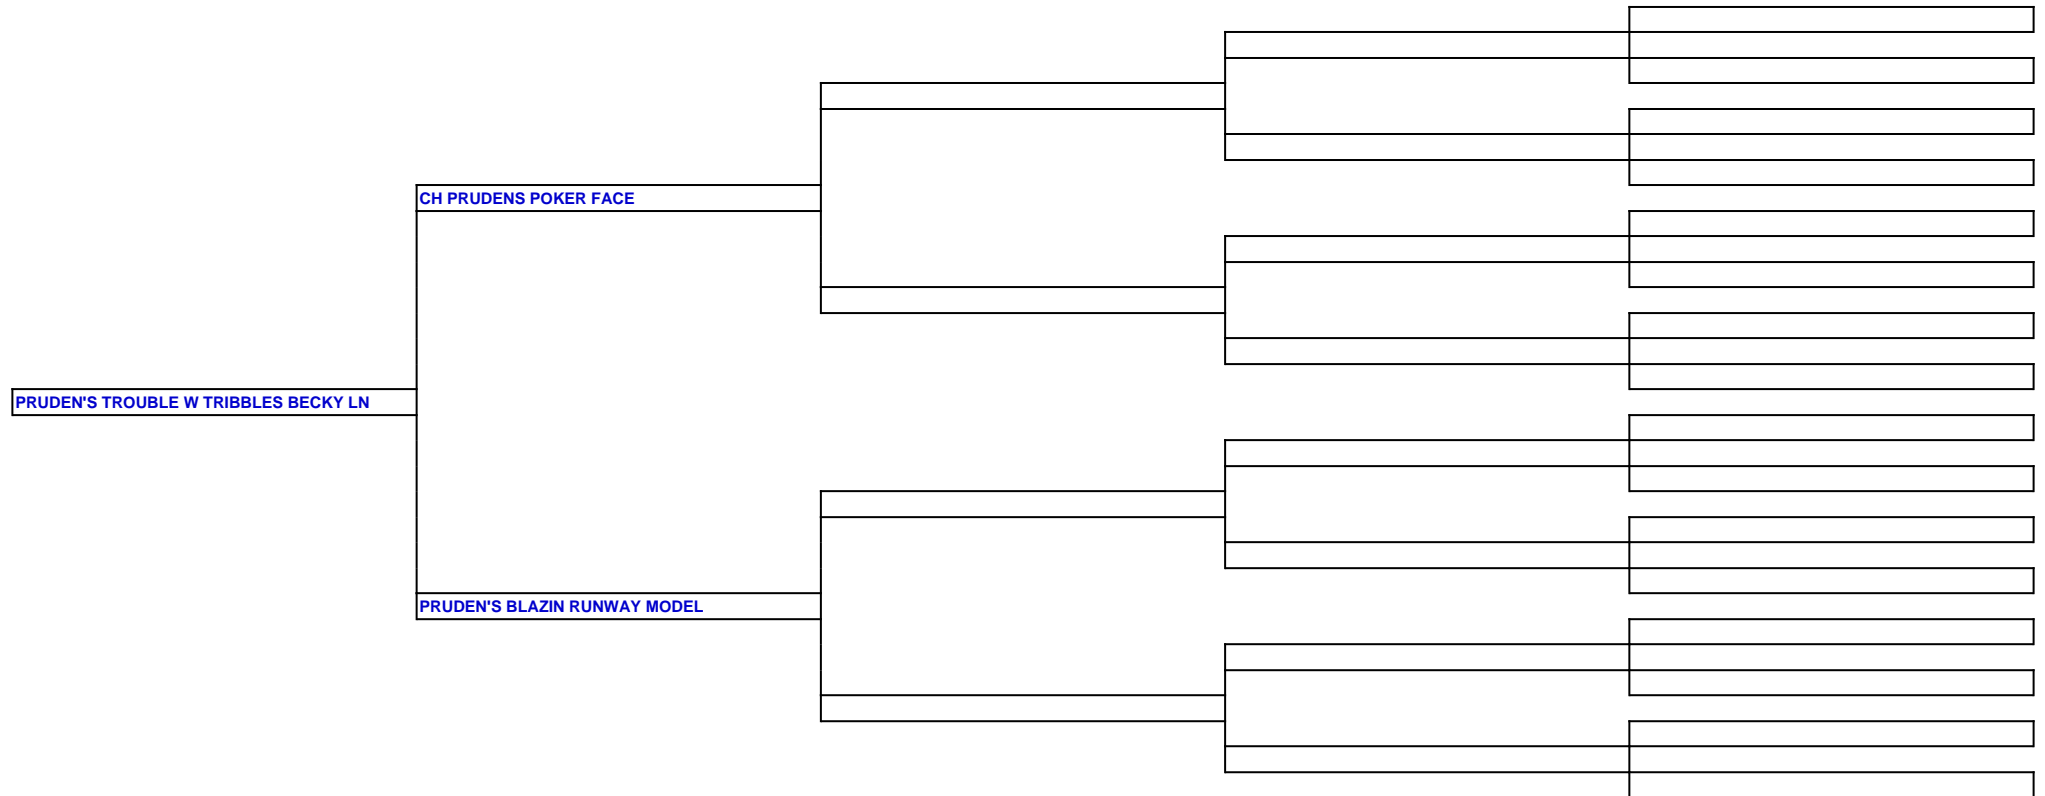 CH PRUDENS POKER FACE
PRUDEN'S TROUBLE W TRIBBLES BECKY LN
PRUDEN'S BLAZIN RUNWAY MODEL